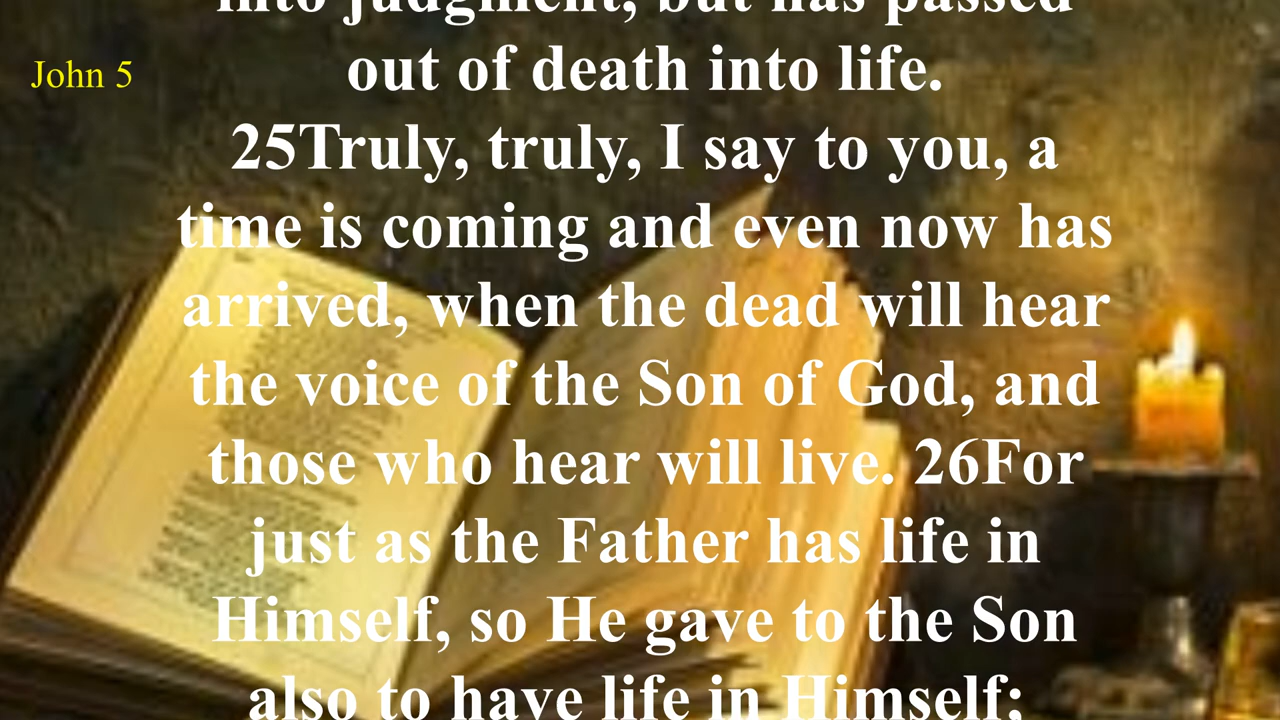 into judgment, but has passed
John 5
out of death into life.
25Truly, truly, I say to you, a
time is coming and even now has
arrived, when the dead will hear
the voice of the Son of God, and
those who hear will live. 26For
just as the Father has life in
Himself, so He gave to the Son
also to have life in Himself;